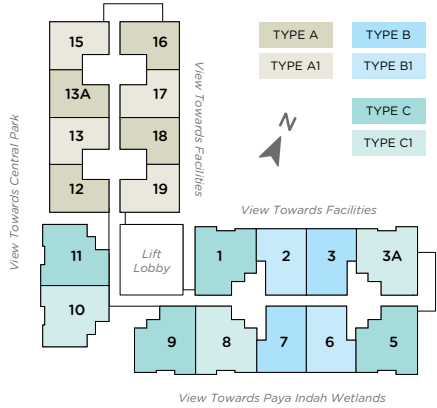 15
16
TYPE A
TYPE B
TYPE A1
TYPE B1
13A
17
TYPE C
13
18
TYPE C1
12
19
N
View Towards Central Park
View Towards Facilities
View Towards Facilities
11
Lift
Lobby
1
2
3
3A
10
9
8
7
6
5
View Towards Paya Indah Wetlands